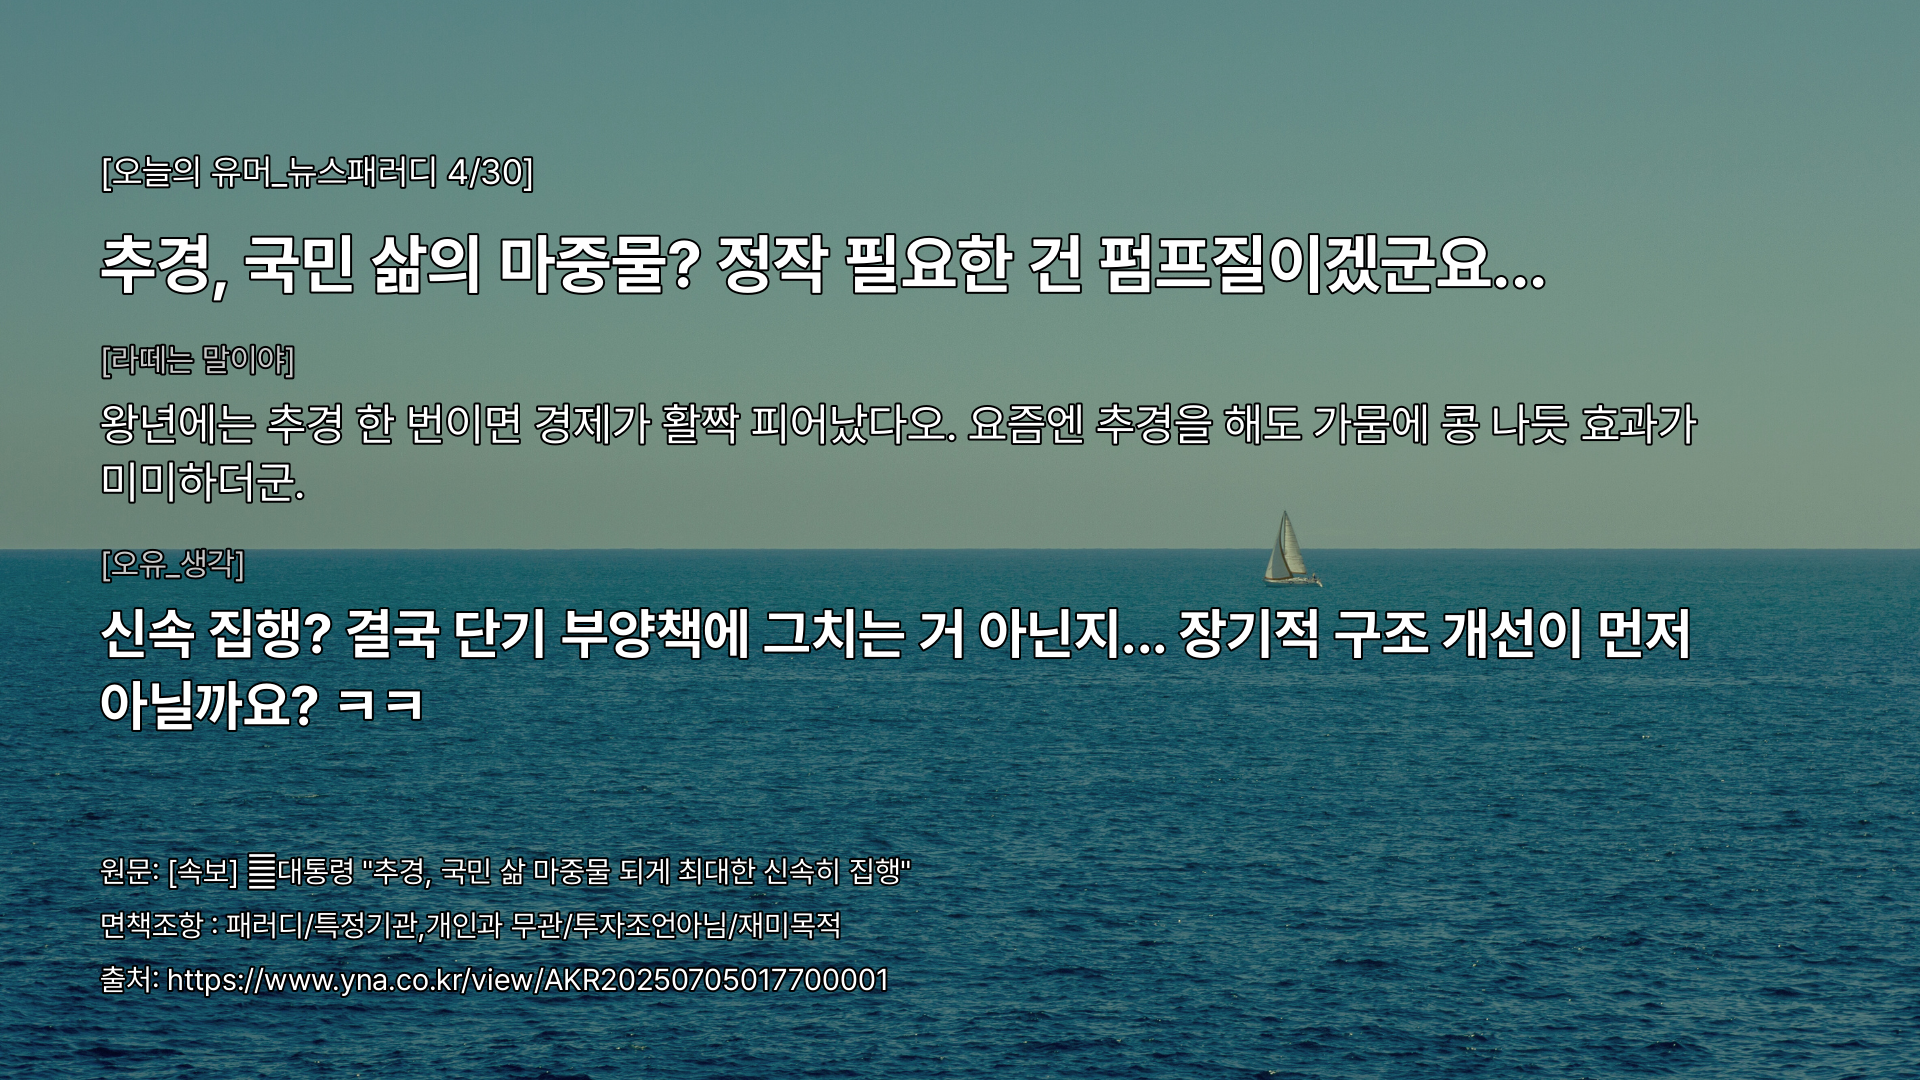 [오늘의 유머_뉴스패러디 4/30]
추경, 국민 삶의 마중물? 정작 필요한 건 펌프질이겠군요...
[라떼는 말이야]
왕년에는 추경 한 번이면 경제가 활짝 피어났다오. 요즘엔 추경을 해도 가뭄에 콩 나듯 효과가
미미하더군.
[오유_생각]
신속 집행? 결국 단기 부양책에 그치는 거 아닌지... 장기적 구조 개선이 먼저
아닐까요? ㅋㅋ
원문: [속보] 대통령 "추경, 국민 삶 마중물 되게 최대한 신속히 집행"
면책조항 : 패러디/특정기관,개인과 무관/투자조언아님/재미목적
출처: https://www.yna.co.kr/view/AKR20250705017700001